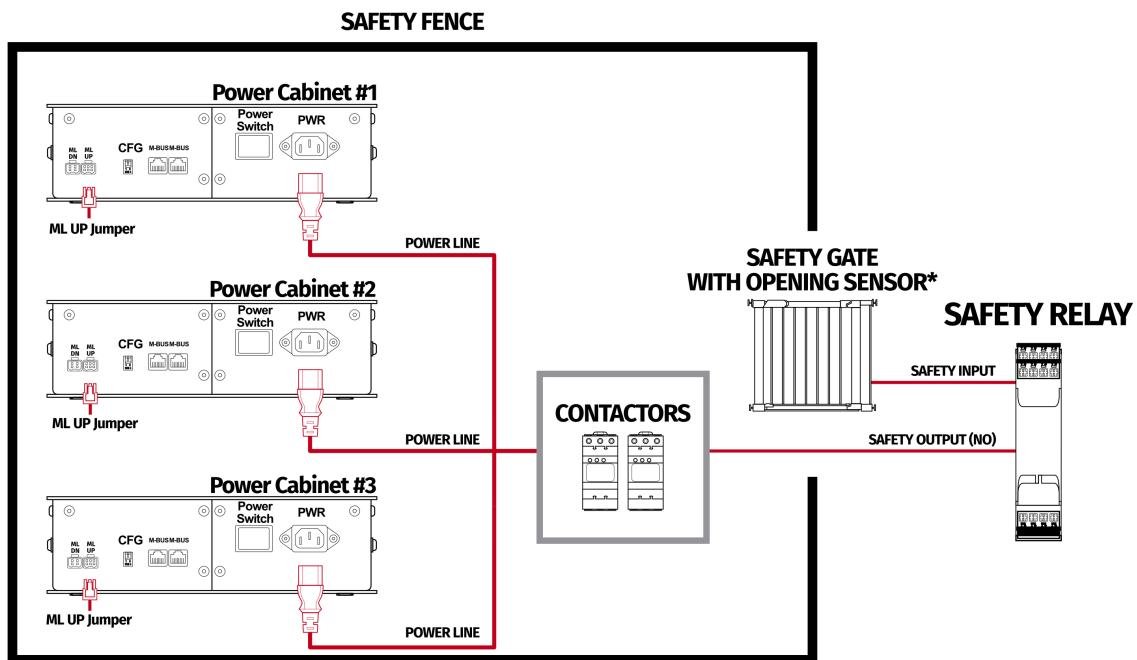 SAFETY FENCE
Power Cabinet #1
Power
Switch
PWR
ML
DN
ML
UP
CFG
M-BUS M-BUS
ML UP Jumper
POWER LINE
Power Cabinet #2
Power
Switch
PWR
ML
DN
ML
UP
CFG
M-BUS M-BUS
ML UP Jumper
POWER LINE
Power Cabinet #3
Power
Switch
PWR
ML
DN
ML
UP
CFG
M-BUS M-BUS
ML UP Jumper
POWER LINE
CONTACTORS
SAFETY GATE
WITH OPENING SENSOR*
SAFETY RELAY
SAFETY INPUT
SAFETY OUTPUT (NO)